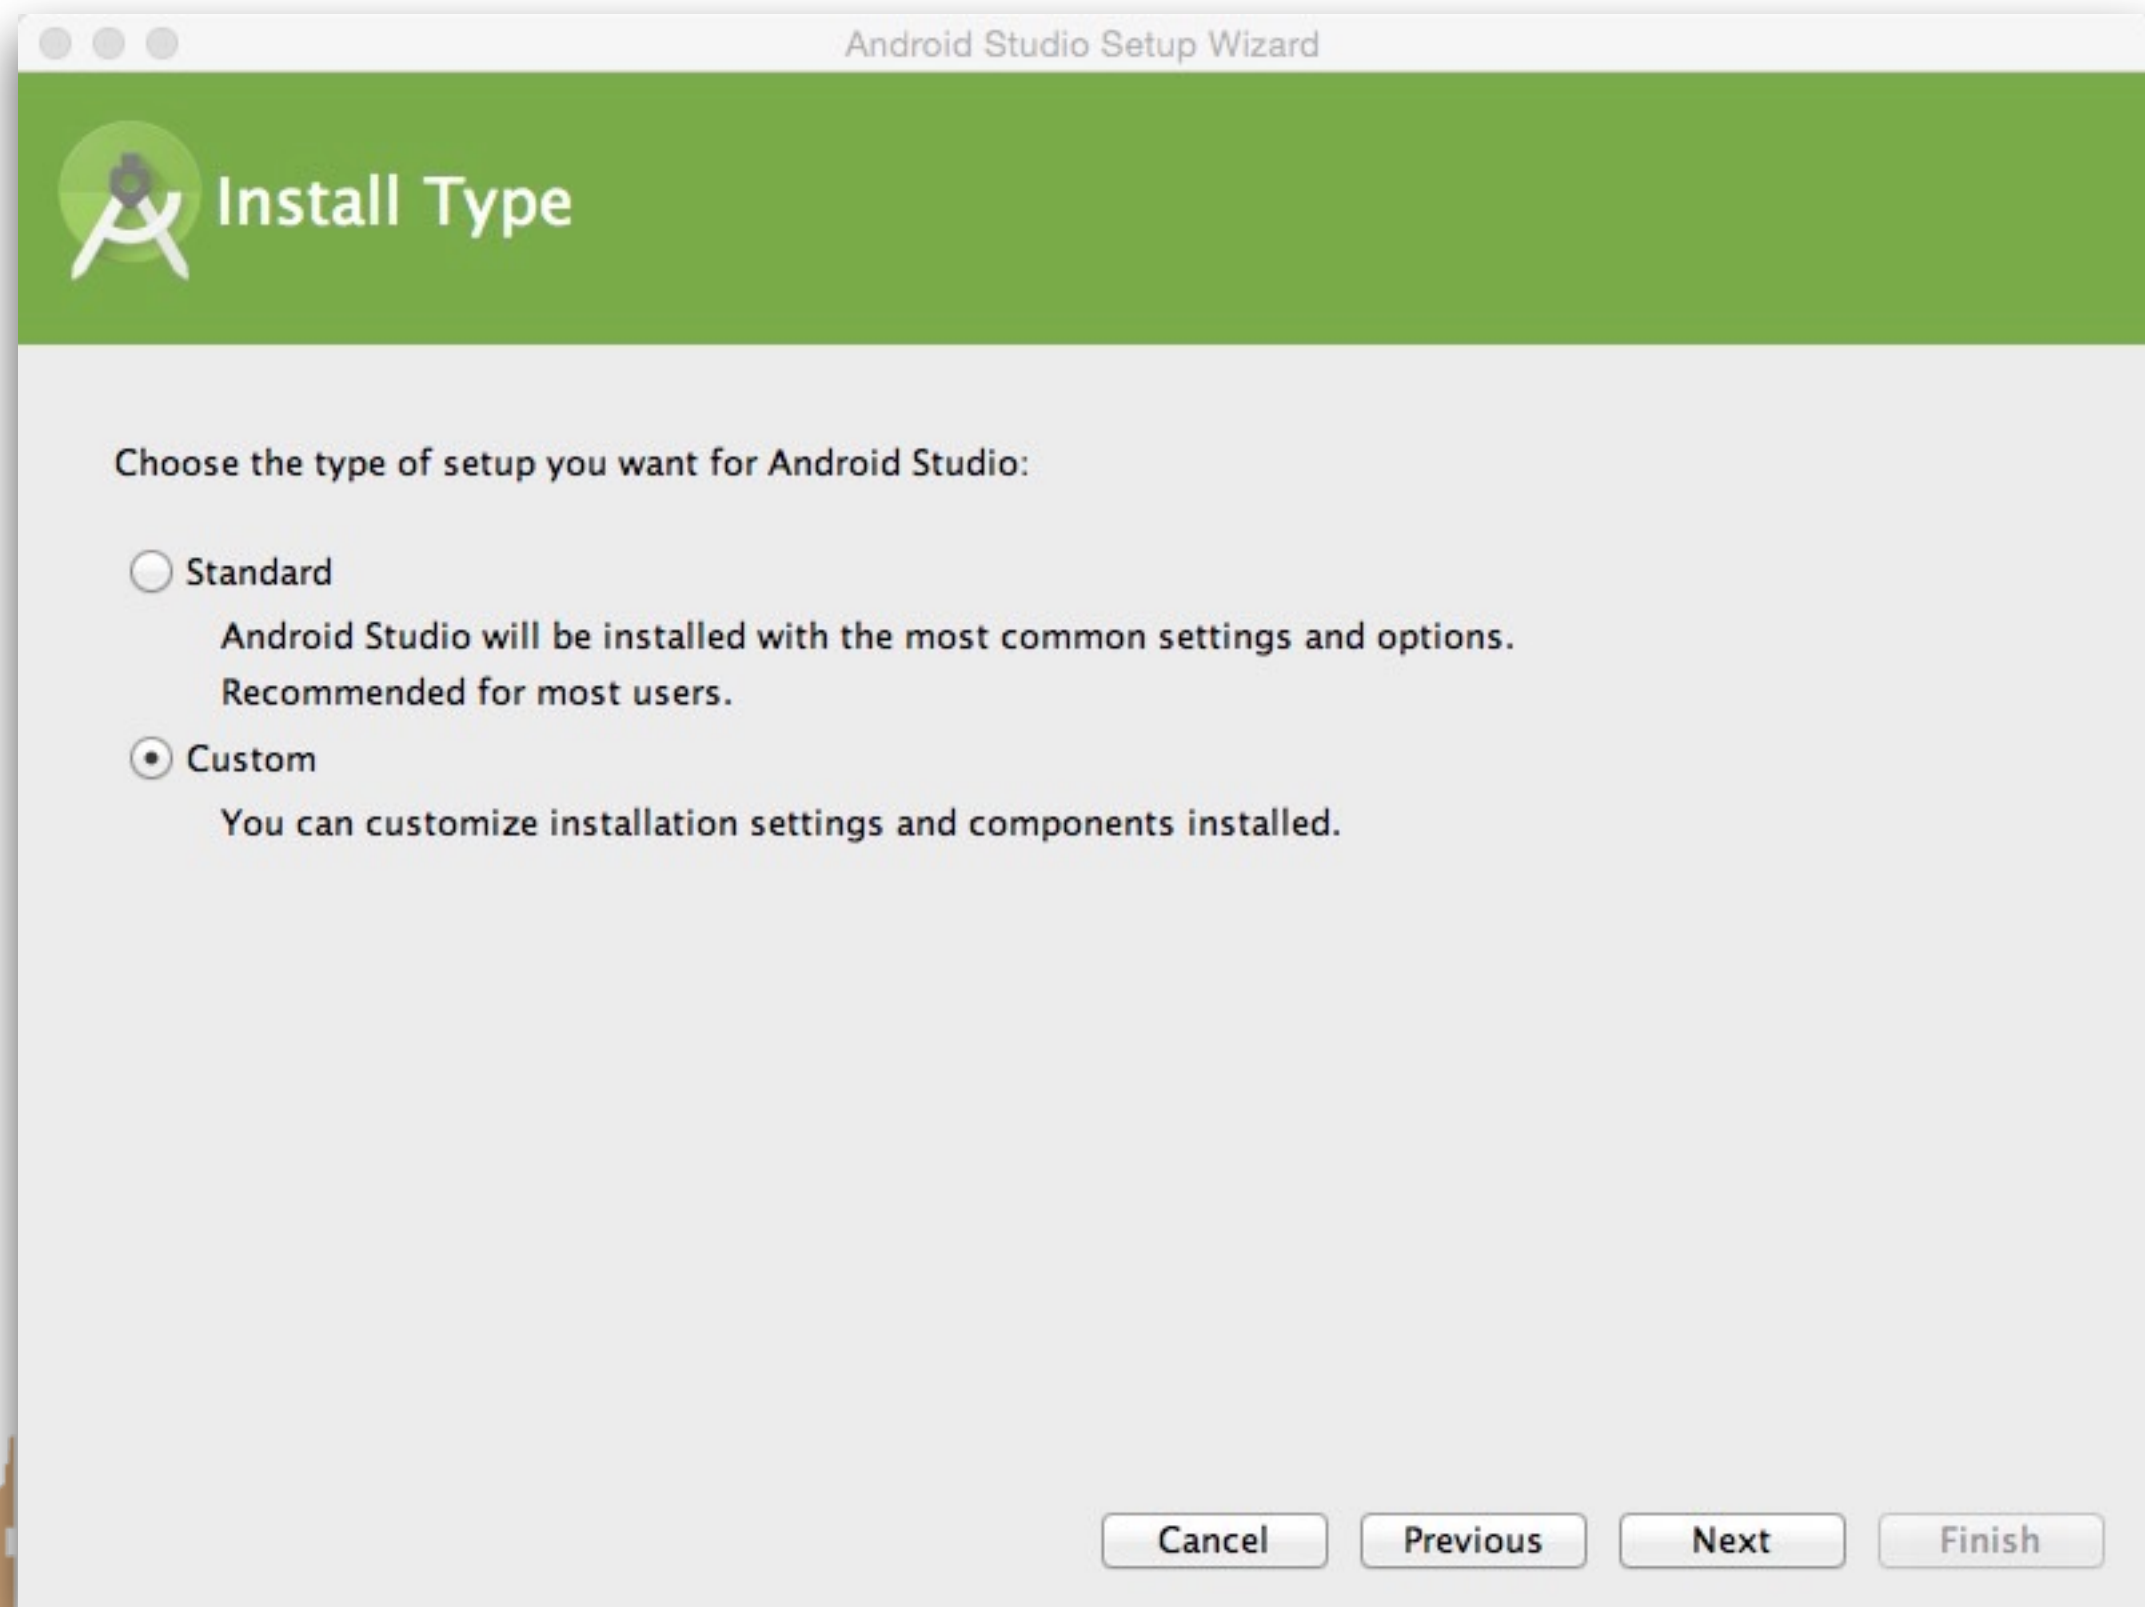 Android Studio Setup Wizard
Install Type
Choose the type of setup you want for Android Studio:
Standard
Android Studio will be installed with the most common settings and options.
Recommended for most users.
Custom
You can customize installation settings and components installed.
Cancel Previous Next Finish